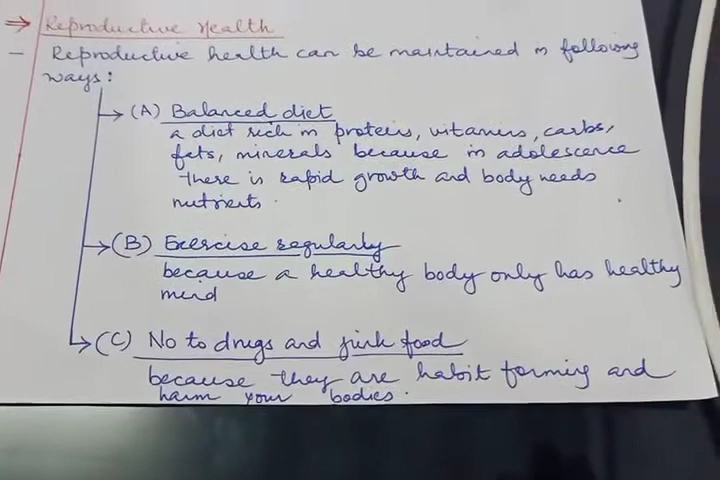 ⇒ Reproductive Health
- Reproductive health can be maintained in following
ways:
(A) Balanced diet
a diet rich in proteins, vitamins, carbs,
fats, minerals because in adolescence
there is rapid growth and body needs
nutrients.
(B) Exercise regularly
because a healthy body only has healthy
mind
(C) No to drugs and junk food
because they are habit forming and
harm your bodies.